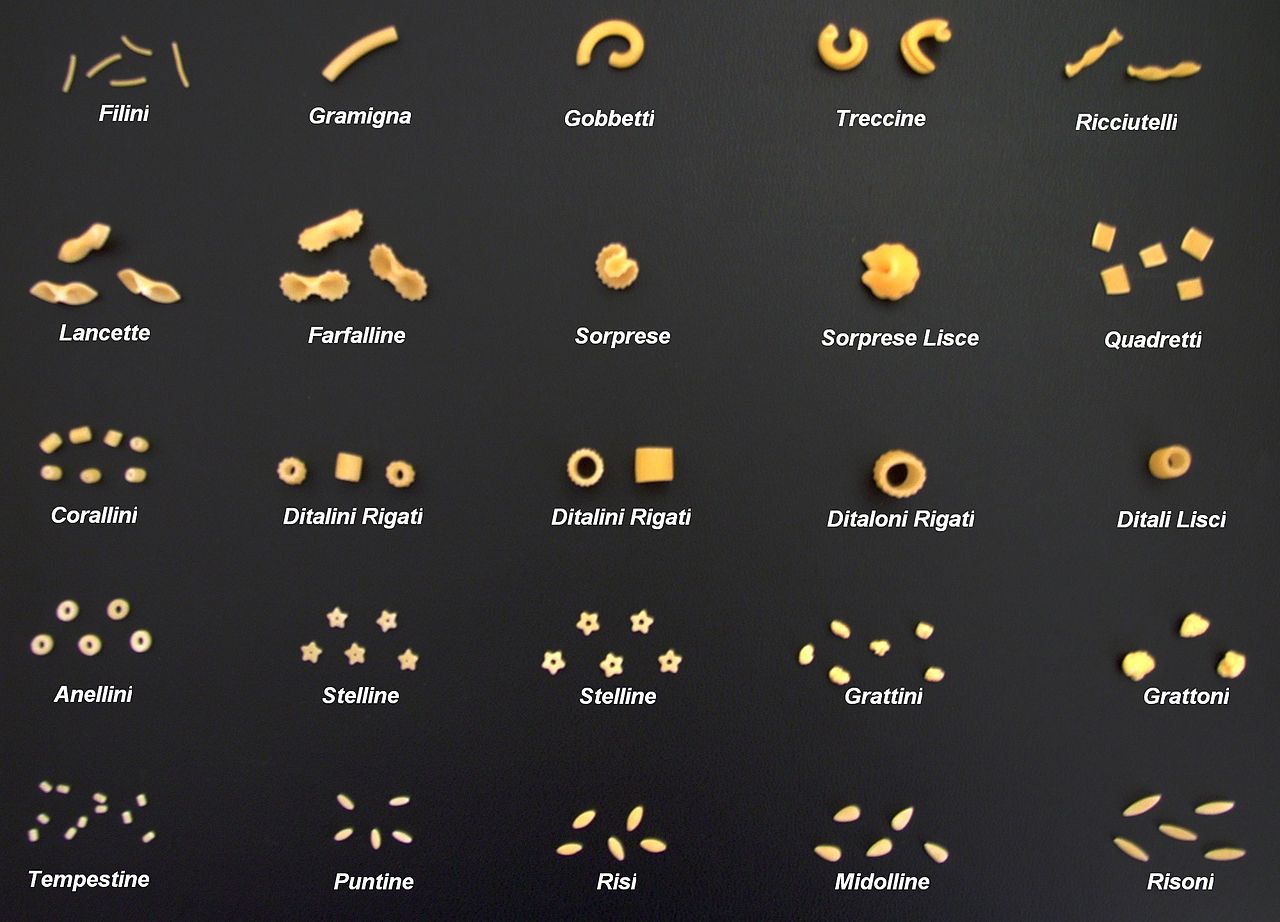 Filini
Gramigna
Gobbetti
Treccine
Ricciutelli
Lancette
Farfalline
Sorprese
Sorprese Lisce
Quadretti
Corallini
Ditalini Rigati
Ditalini Rigati
Ditaloni Rigati
Ditali Lisci
Anellini
Stelline
Stelline
Grattini
Grattoni
Tempestine
Puntine
Risi
Midolline
Risoni